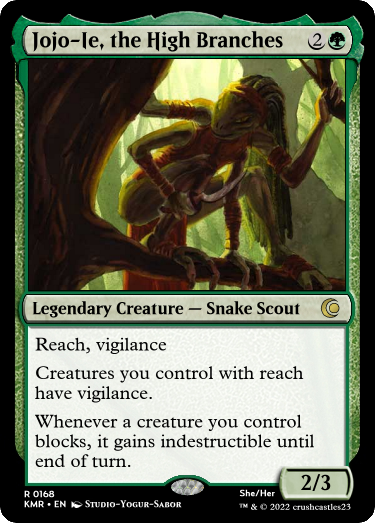 Jojo-Ie, the High Branches 2
Legendary Creature — Snake Scout
Reach, vigilance
Creatures you control with reach
have vigilance.
Whenever a creature you control
blocks, it gains indestructible until
end of turn.
2/3
R 0168
KMR • EN Studio-Yogur-Sabor
She/Her
™ & © 2022 crushcastles23